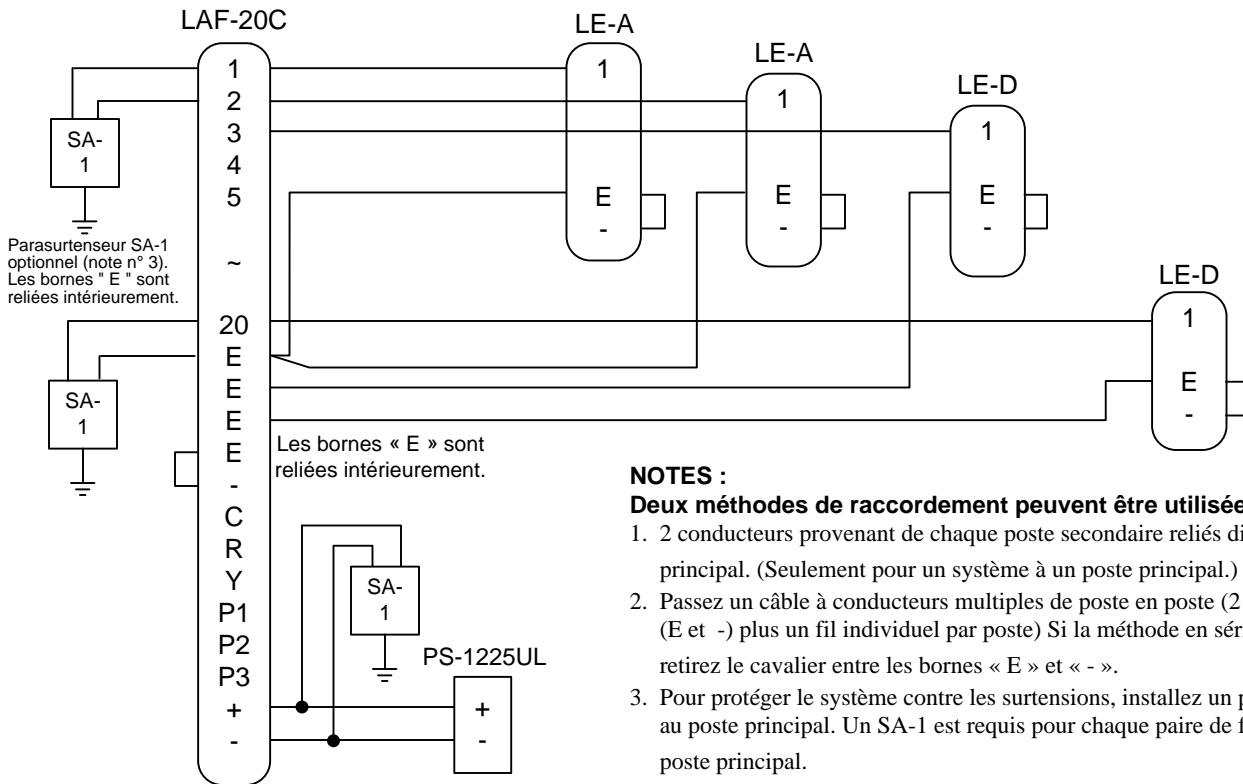 LAF-20C
1
2
3
4
5
~
20
E
E
E
E
-
C
R
Y
P1
P2
P3
+
-
SA-
1
Parasurtenseur SA-1
optionnel (note n° 3).
Les bornes " E " sont
reliées intérieurement.
SA-
1
Les bornes « E » sont
reliées intérieurement.
SA-
1
PS-1225UL
+
-
LE-A
1
E
-
LE-A
1
E
-
LE-D
1
E
-
LE-D
1
E
-
NOTES :
Deux méthodes de raccordement peuvent être utilisée
1. 2 conducteurs provenant de chaque poste secondaire reliés di
principal. (Seulement pour un système à un poste principal.)
2. Passez un câble à conducteurs multiples de poste en poste (2
(E et -) plus un fil individuel par poste) Si la méthode en séri
retirez le cavalier entre les bornes « E » et « - ».
3. Pour protéger le système contre les surtensions, installez un p
au poste principal. Un SA-1 est requis pour chaque paire de f
poste principal.